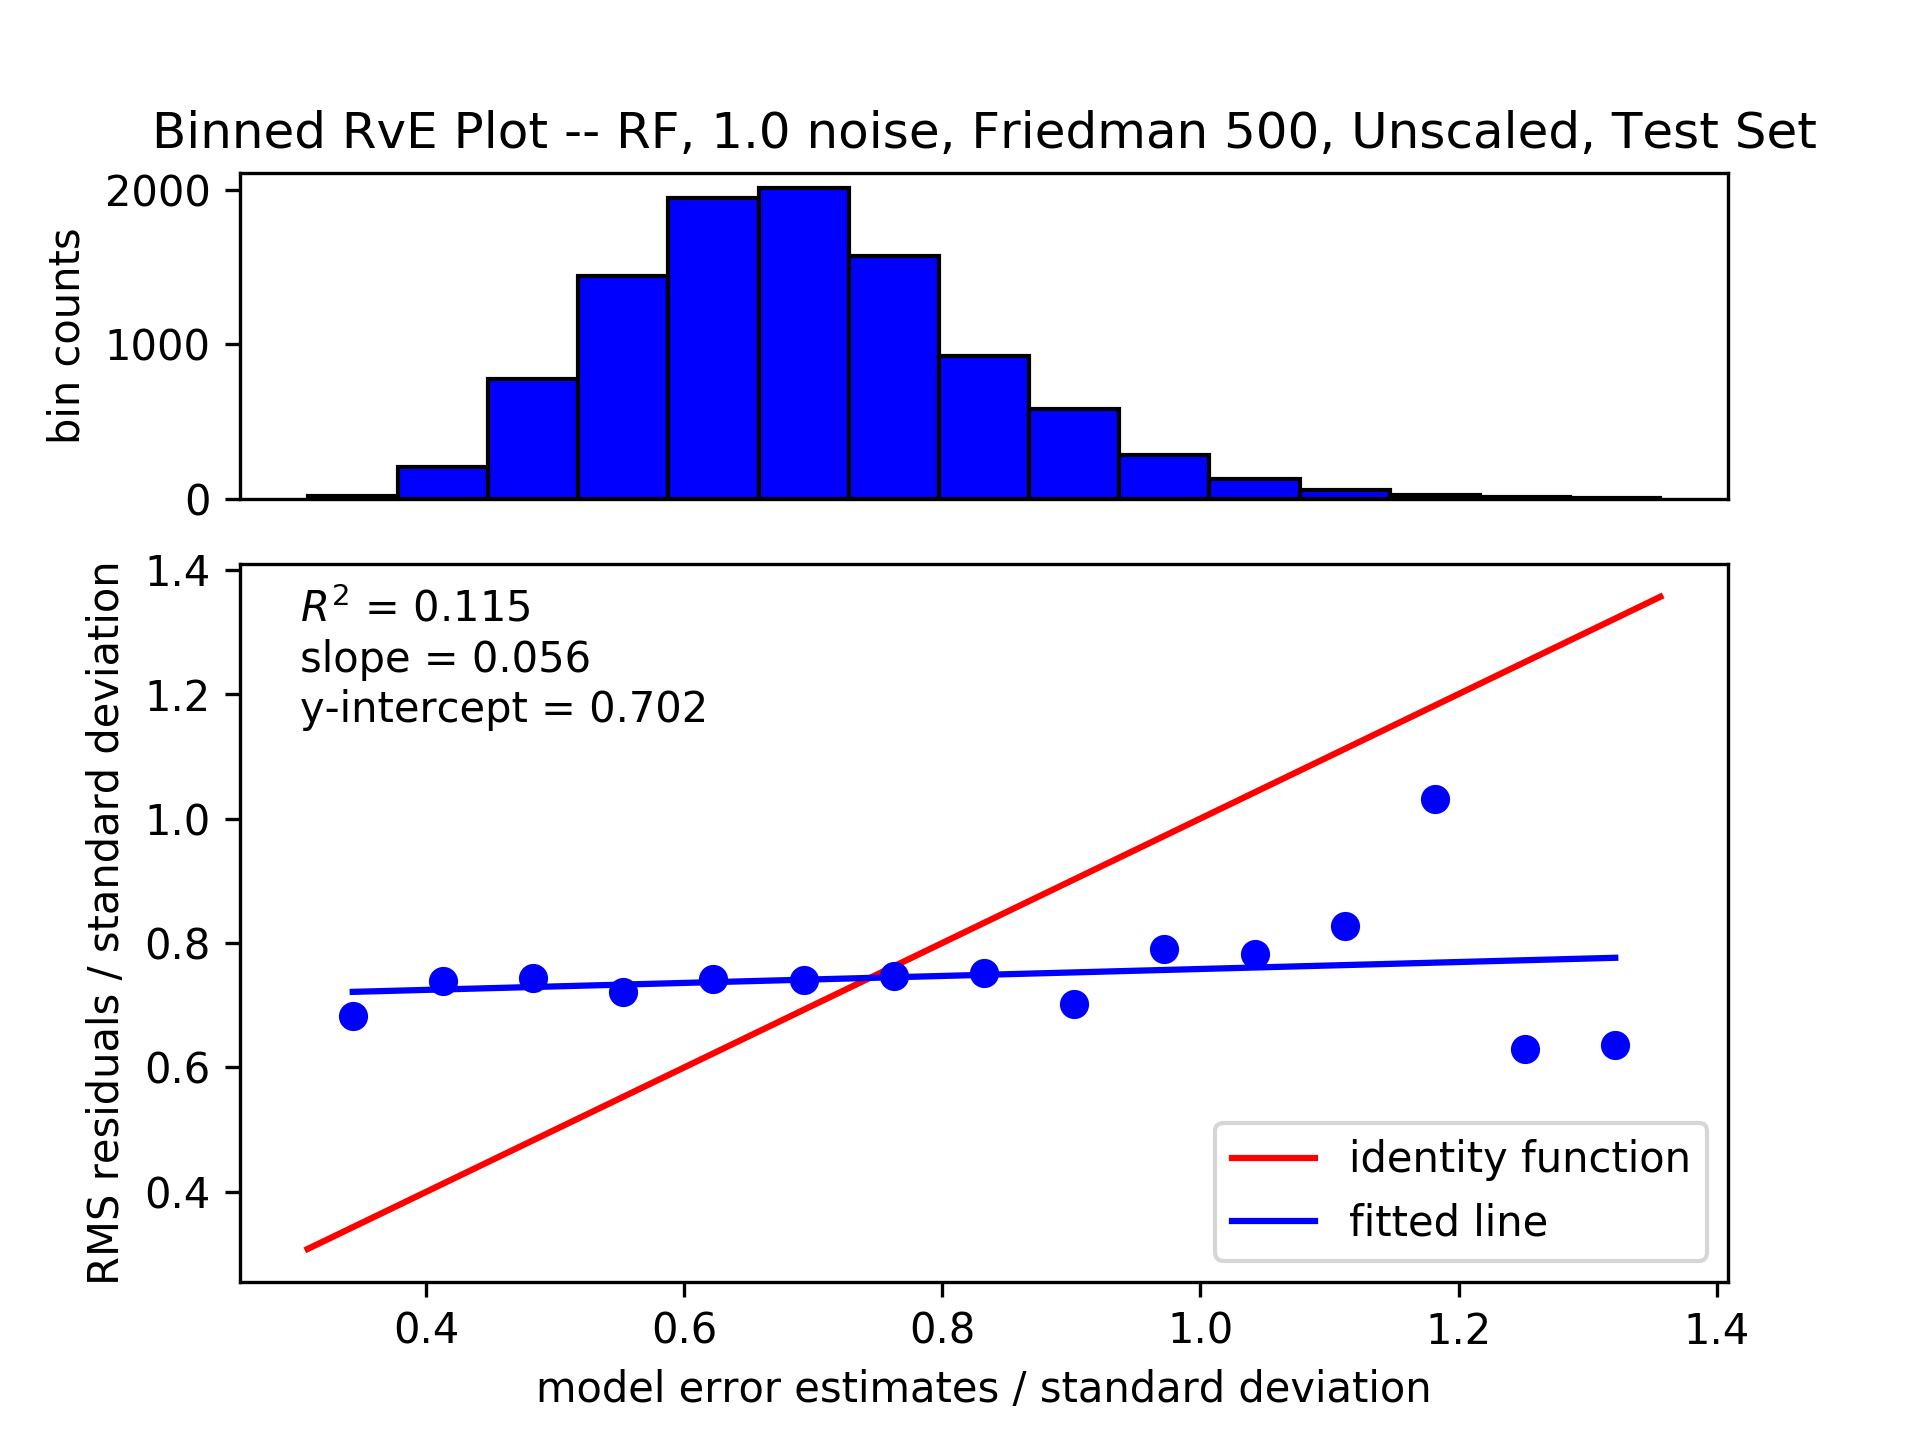 Binned RvE Plot -- RF, 1.0 noise, Friedman 500, Unscaled, Test Set
bin counts
2000
1000
0
RMS residuals / standard deviation
1.4
1.2
1.0
0.8
0.6
0.4
R² = 0.115
slope = 0.056
y-intercept = 0.702
identity function
fitted line
0.4 0.6 0.8 1.0 1.2 1.4
model error estimates / standard deviation